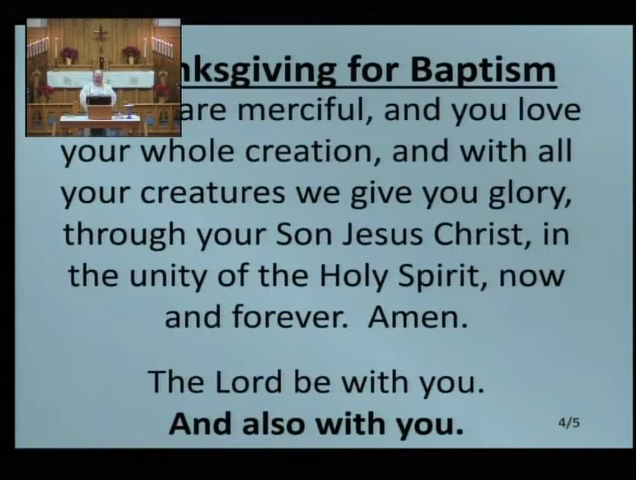 nksgiving for Baptism
are merciful, and you love
your whole creation, and with all
your creatures we give you glory,
through your Son Jesus Christ, in
the unity of the Holy Spirit, now
and forever.  Amen.
The Lord be with you.
And also with you.
4/5